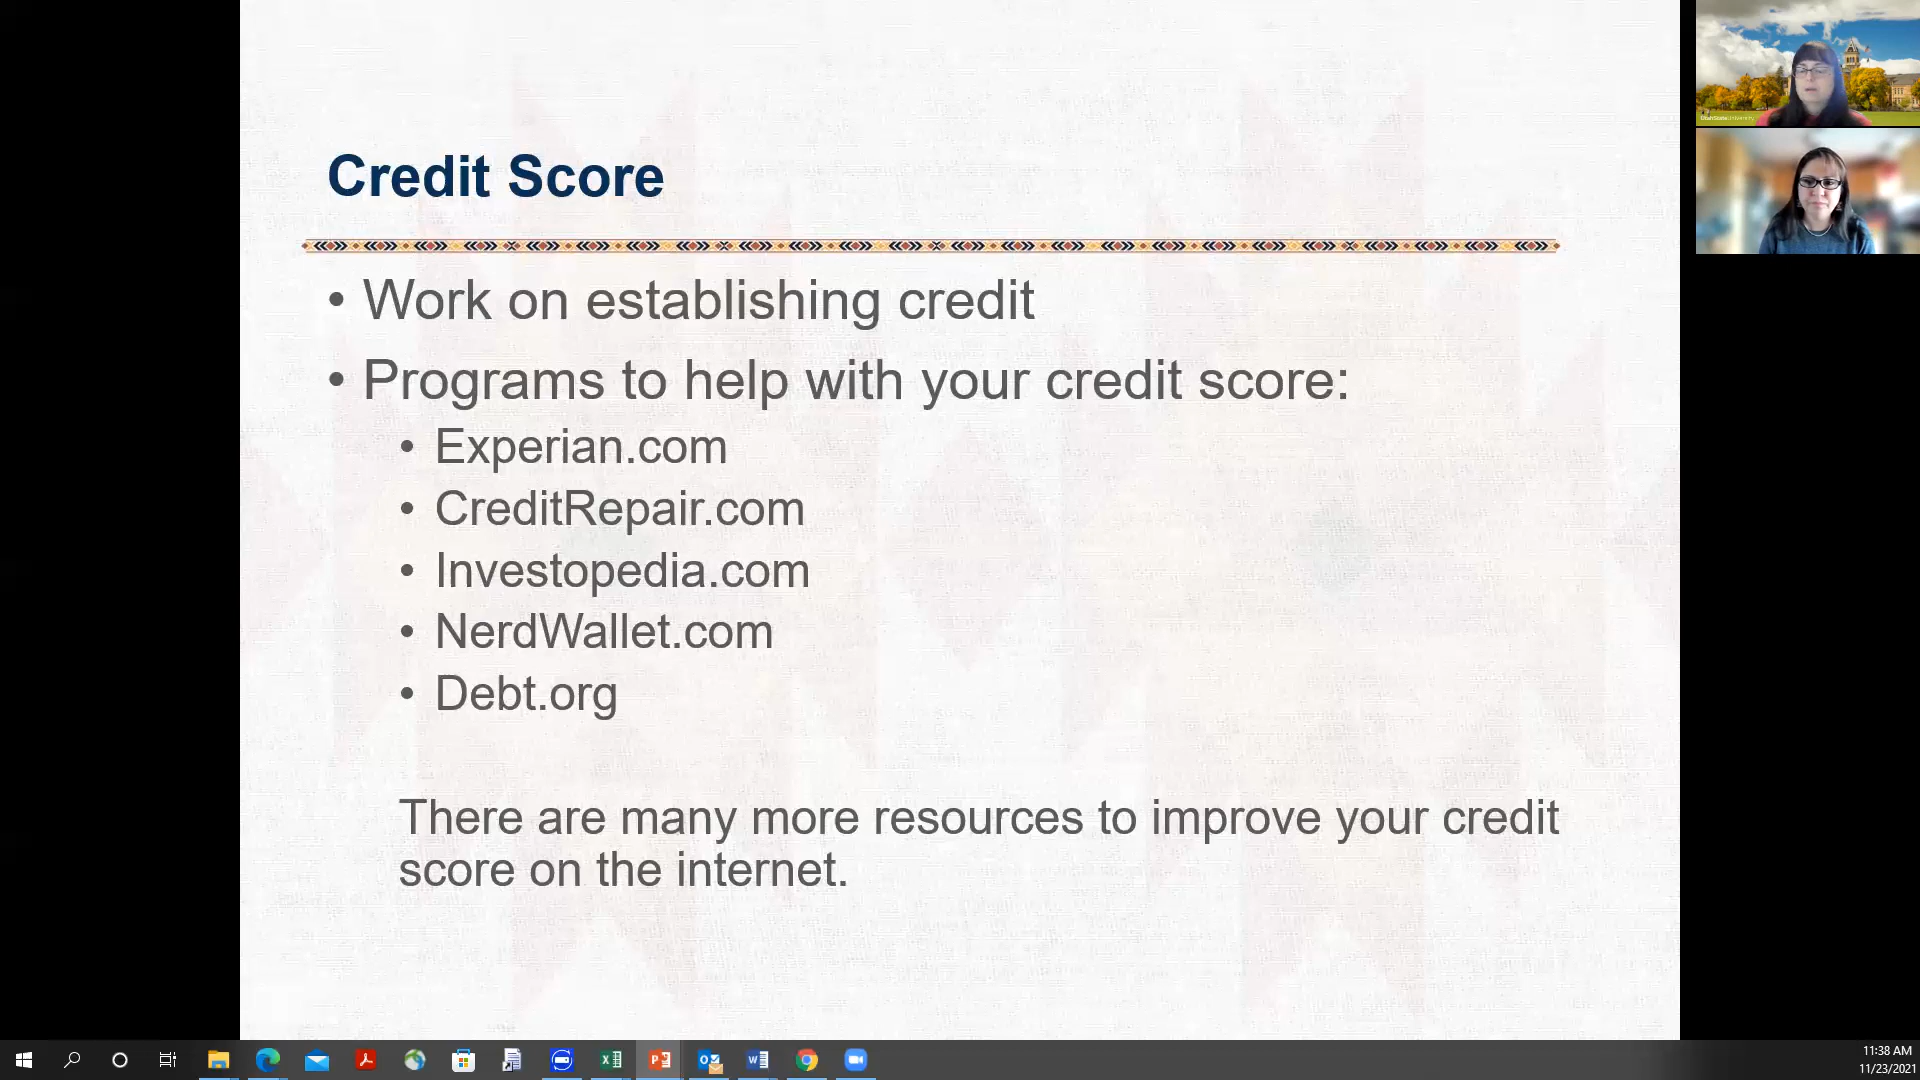 Credit Score
• Work on establishing credit
• Programs to help with your credit score:
• Experian.com
• CreditRepair.com
• Investopedia.com
• NerdWallet.com
• Debt.org
There are many more resources to improve your credit
score on the internet.
UtahStateUniversity
11:38 AM
11/23/2021